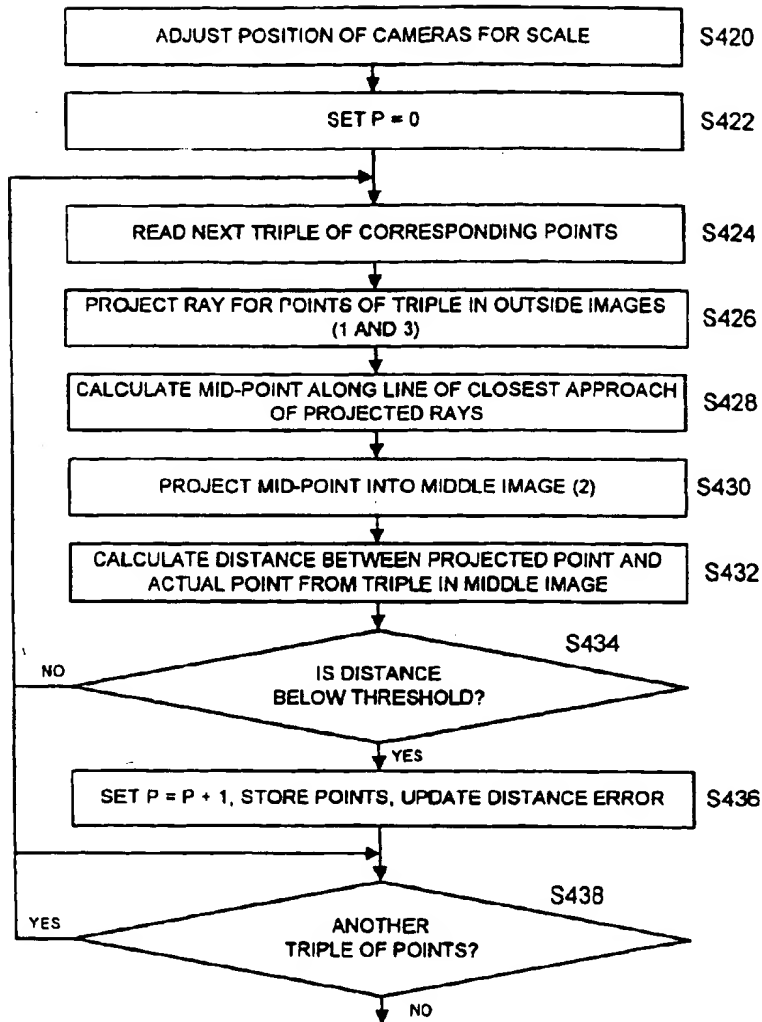 ADJUST POSITION OF CAMERAS FOR SCALE
S420
SET P = 0
S422
READ NEXT TRIPLE OF CORRESPONDING POINTS
S424
PROJECT RAY FOR POINTS OF TRIPLE IN OUTSIDE IMAGES
(1 AND 3)
S426
CALCULATE MID-POINT ALONG LINE OF CLOSEST APPROACH
OF PROJECTED RAYS
S428
PROJECT MID-POINT INTO MIDDLE IMAGE (2)
S430
CALCULATE DISTANCE BETWEEN PROJECTED POINT AND
ACTUAL POINT FROM TRIPLE IN MIDDLE IMAGE
S432
S434
NO
IS DISTANCE
BELOW THRESHOLD?
YES
SET P = P + 1, STORE POINTS, UPDATE DISTANCE ERROR
S436
S438
YES
ANOTHER
TRIPLE OF POINTS?
NO